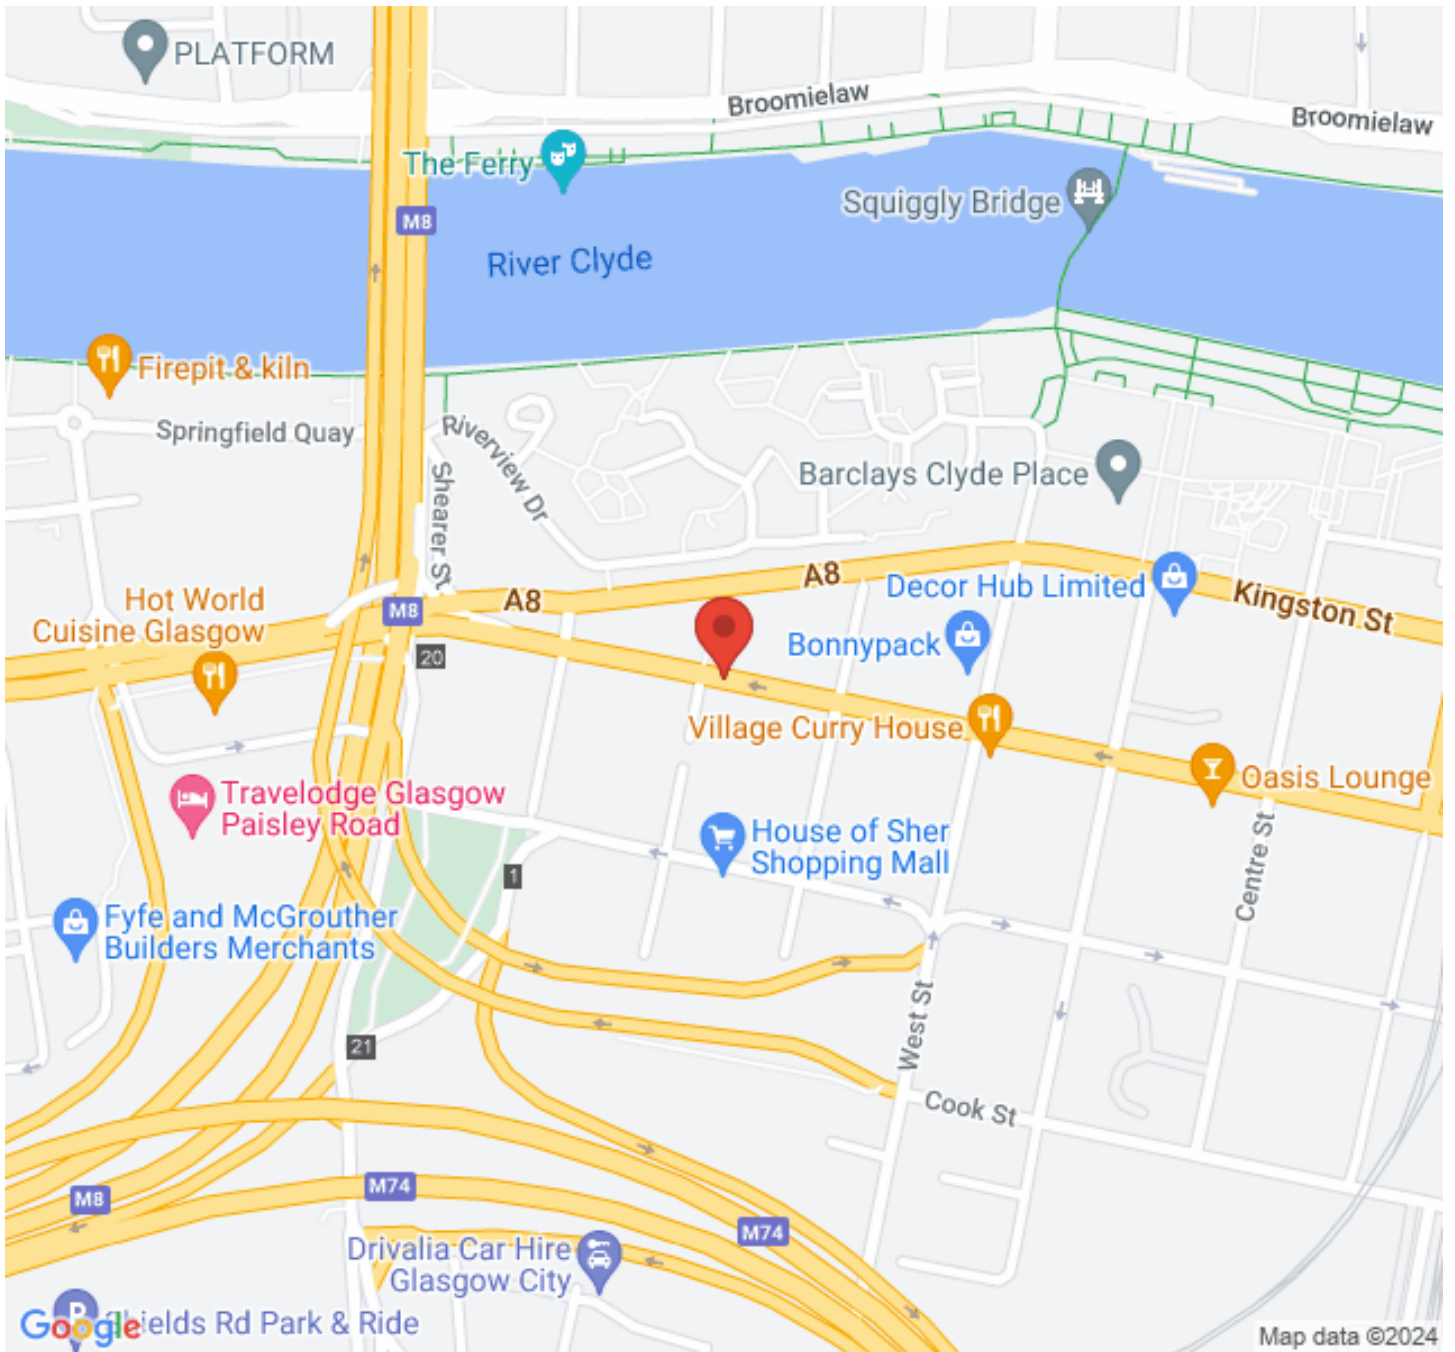 PLATFORM
Broomielaw
Broomielaw
The Ferry
Squiggly Bridge
M8
River Clyde
Firepit & kiln
Springfield Quay
Riverview Dr
Shearer St
Barclays Clyde Place
A8
A8
Decor Hub Limited
Kingston St
Hot World
Cuisine Glasgow
M8
20
Bonnypack
Village Curry House
Oasis Lounge
Travelodge Glasgow
Paisley Road
House of Sher
Shopping Mall
1
Centre St
Fyfe and McGrouther
Builders Merchants
West St
21
Cook St
M74
M8
M74
Drivalia Car Hire
Glasgow City
P
Google
ields Rd Park & Ride
Map data ©2024